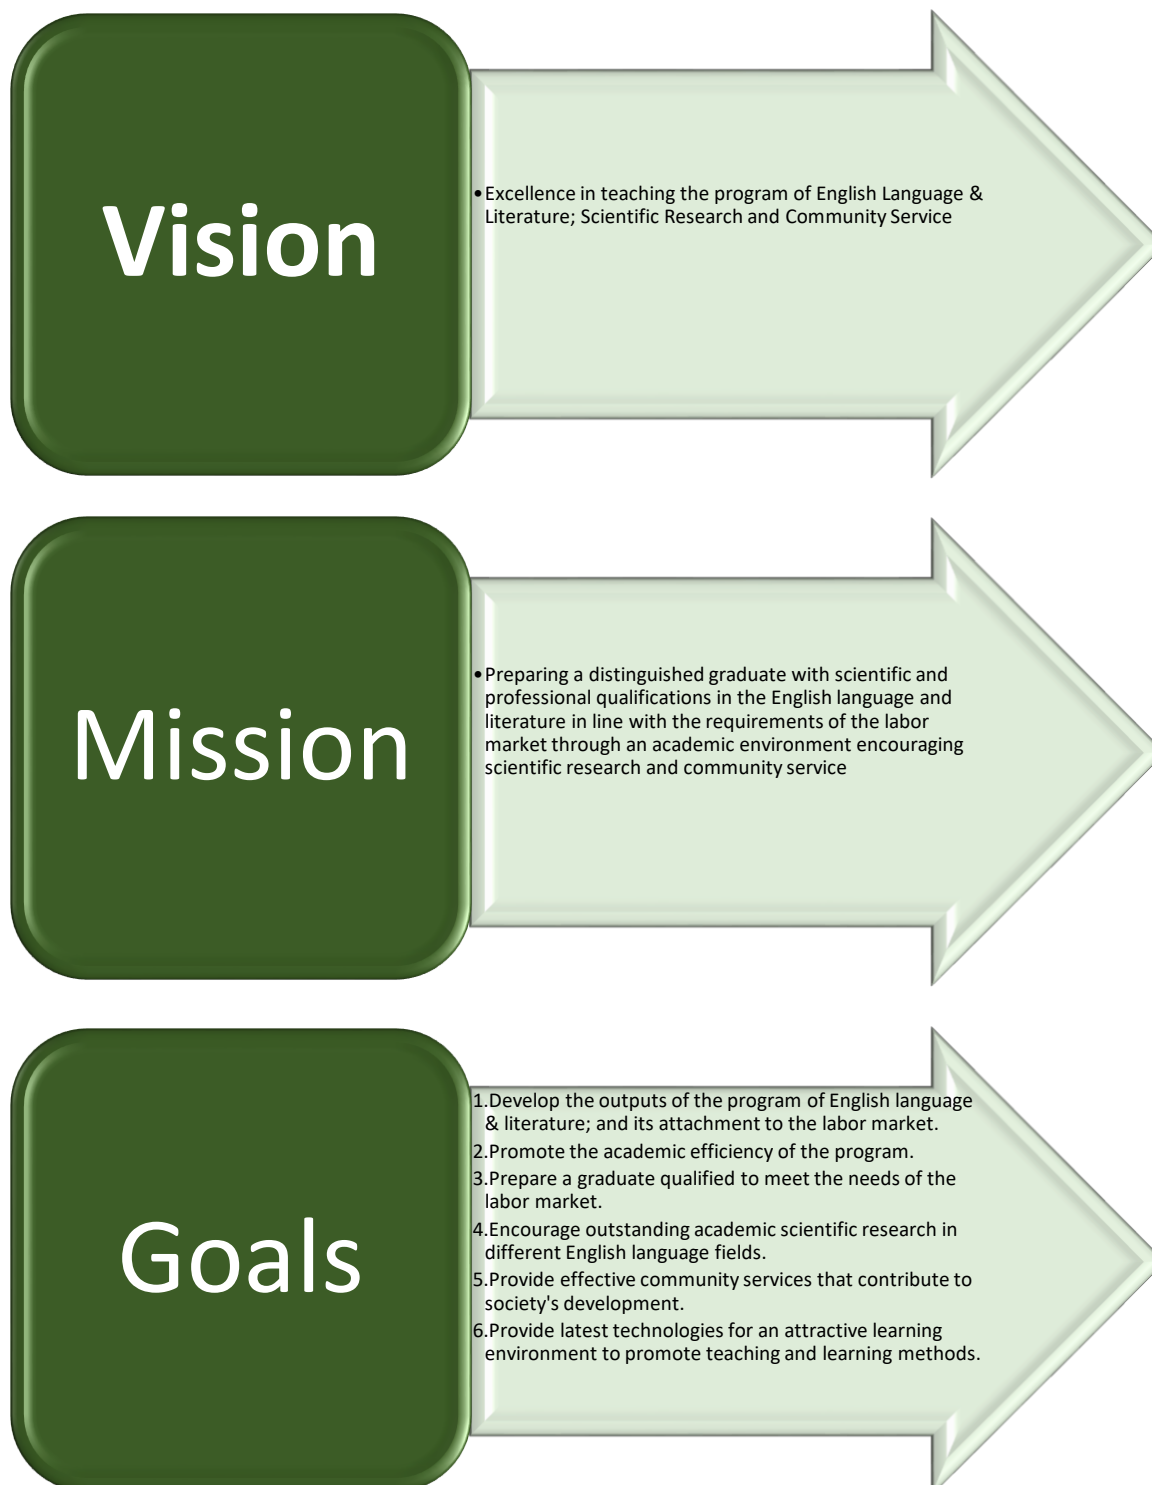 Vision
•Excellence in teaching the program of English Language &
Literature; Scientific Research and Community Service
Mission
•Preparing a distinguished graduate with scientific and
professional qualifications in the English language and
literature in line with the requirements of the labor
market through an academic environment encouraging
scientific research and community service
Goals
1.Develop the outputs of the program of English language
& literature; and its attachment to the labor market.
2.Promote the academic efficiency of the program.
3.Prepare a graduate qualified to meet the needs of the
labor market.
4.Encourage outstanding academic scientific research in
different English language fields.
5.Provide effective community services that contribute to
society's development.
6.Provide latest technologies for an attractive learning
environment to promote teaching and learning methods.